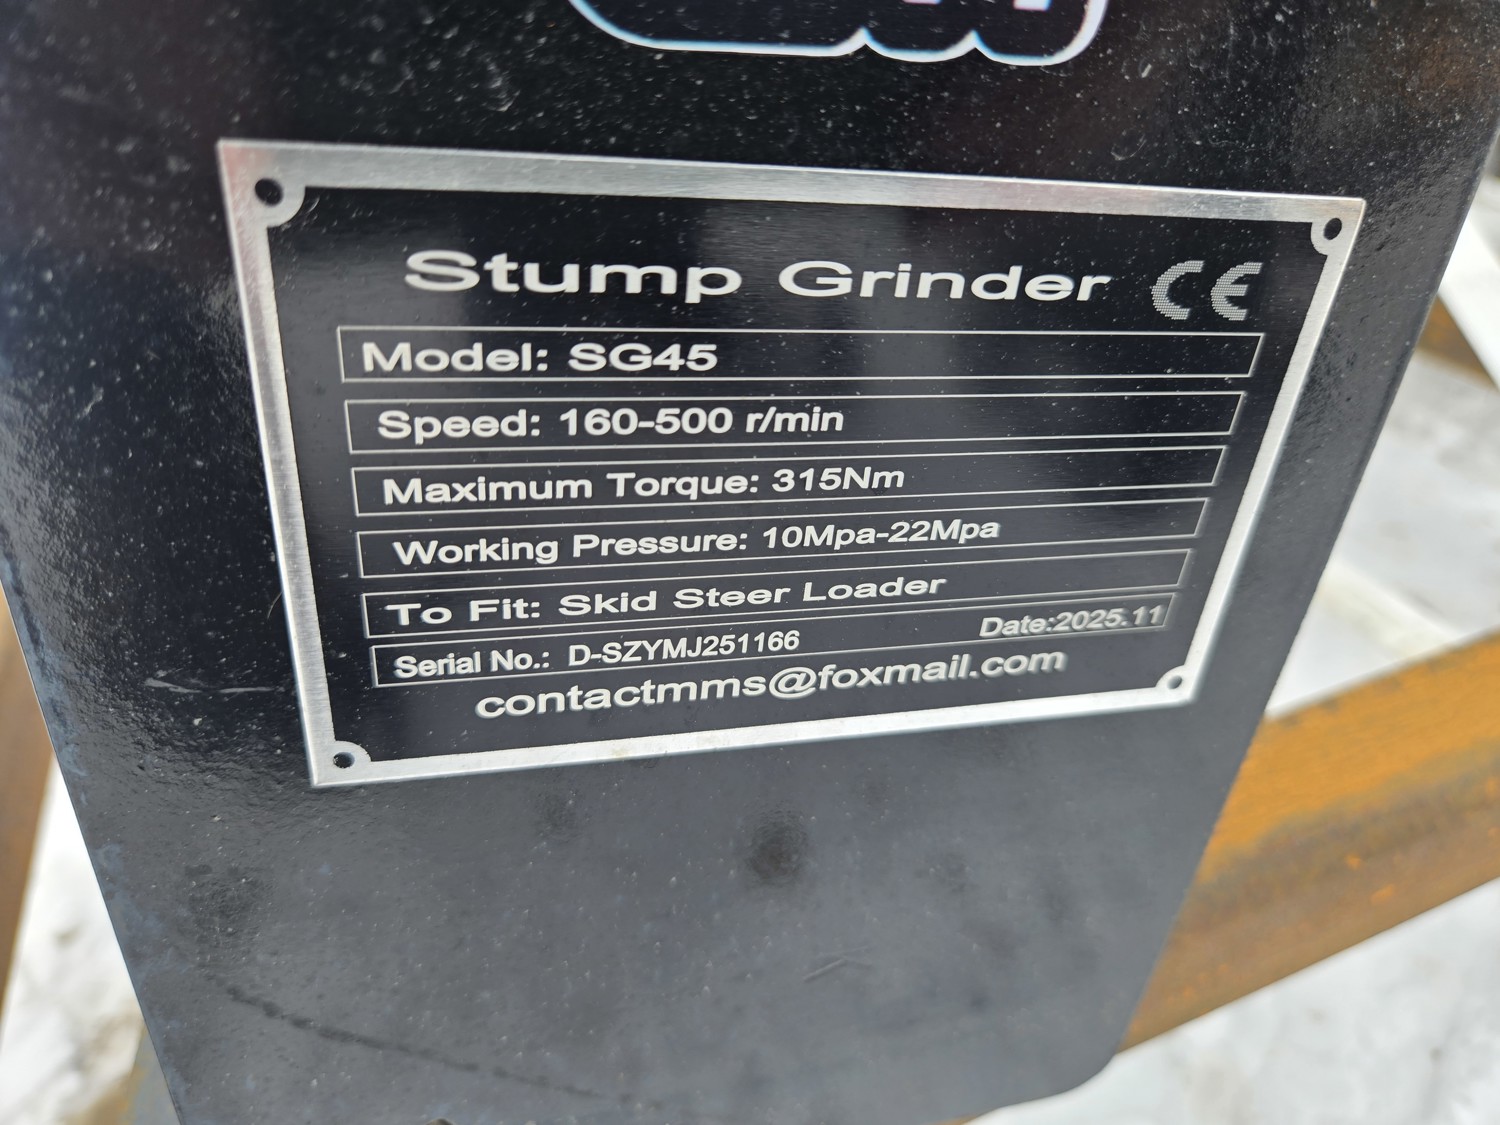 Stump Grinder CE
Model: SG45
Speed: 160-500 r/min
Maximum Torque: 315Nm
Working Pressure: 10Mpa-22Mpa
To Fit: Skid Steer Loader
Serial No.: D-SZYMJ251166 Date:2025.11
contactmms@foxmail.com